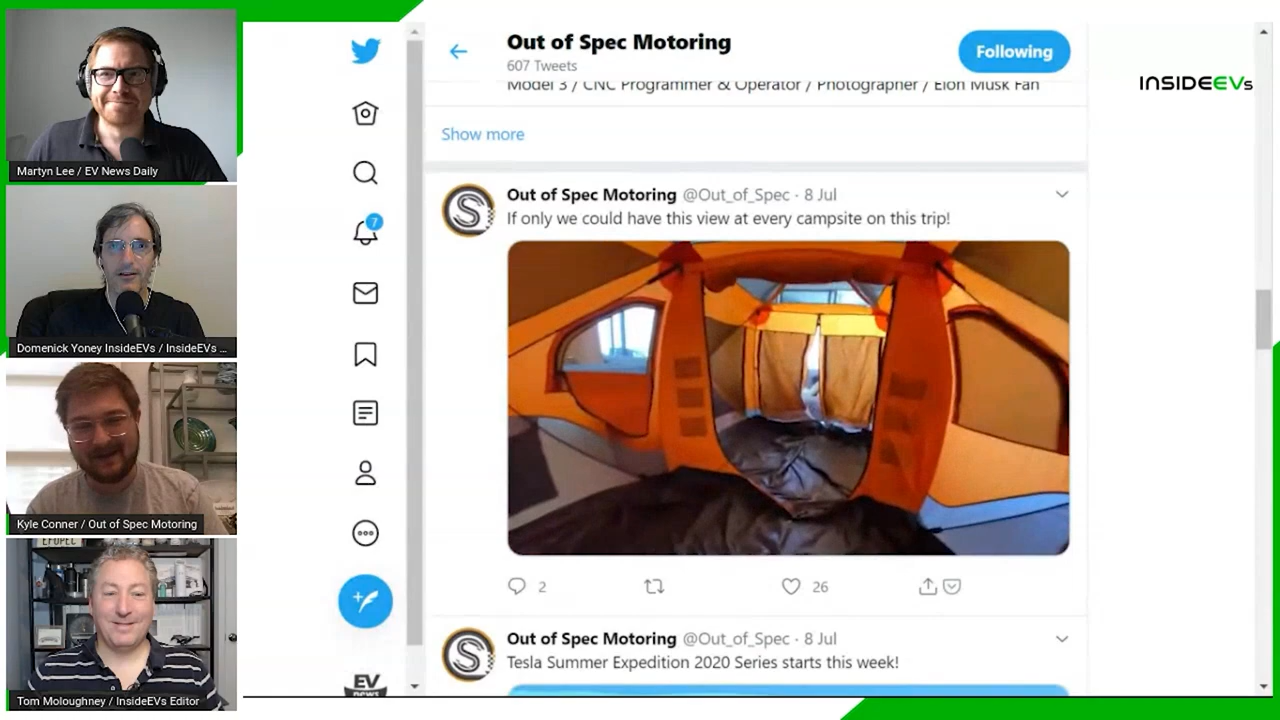 Out of Spec Motoring
607 Tweets
Following
INSIDEEVs
Model 3 / CNC Programmer & Operator / Photographer / Elon Musk Fan
Show more
Out of Spec Motoring @Out_of_Spec · 8 Jul
If only we could have this view at every campsite on this trip!
7
2
26
Out of Spec Motoring @Out_of_Spec · 8 Jul
Tesla Summer Expedition 2020 Series starts this week!
EV
news
Martyn Lee / EV News Daily
Domenick Yoney InsideEVs / InsideEVs ...
Kyle Conner / Out of Spec Motoring
EFOPEC
Tom Moloughney / InsideEVs Editor